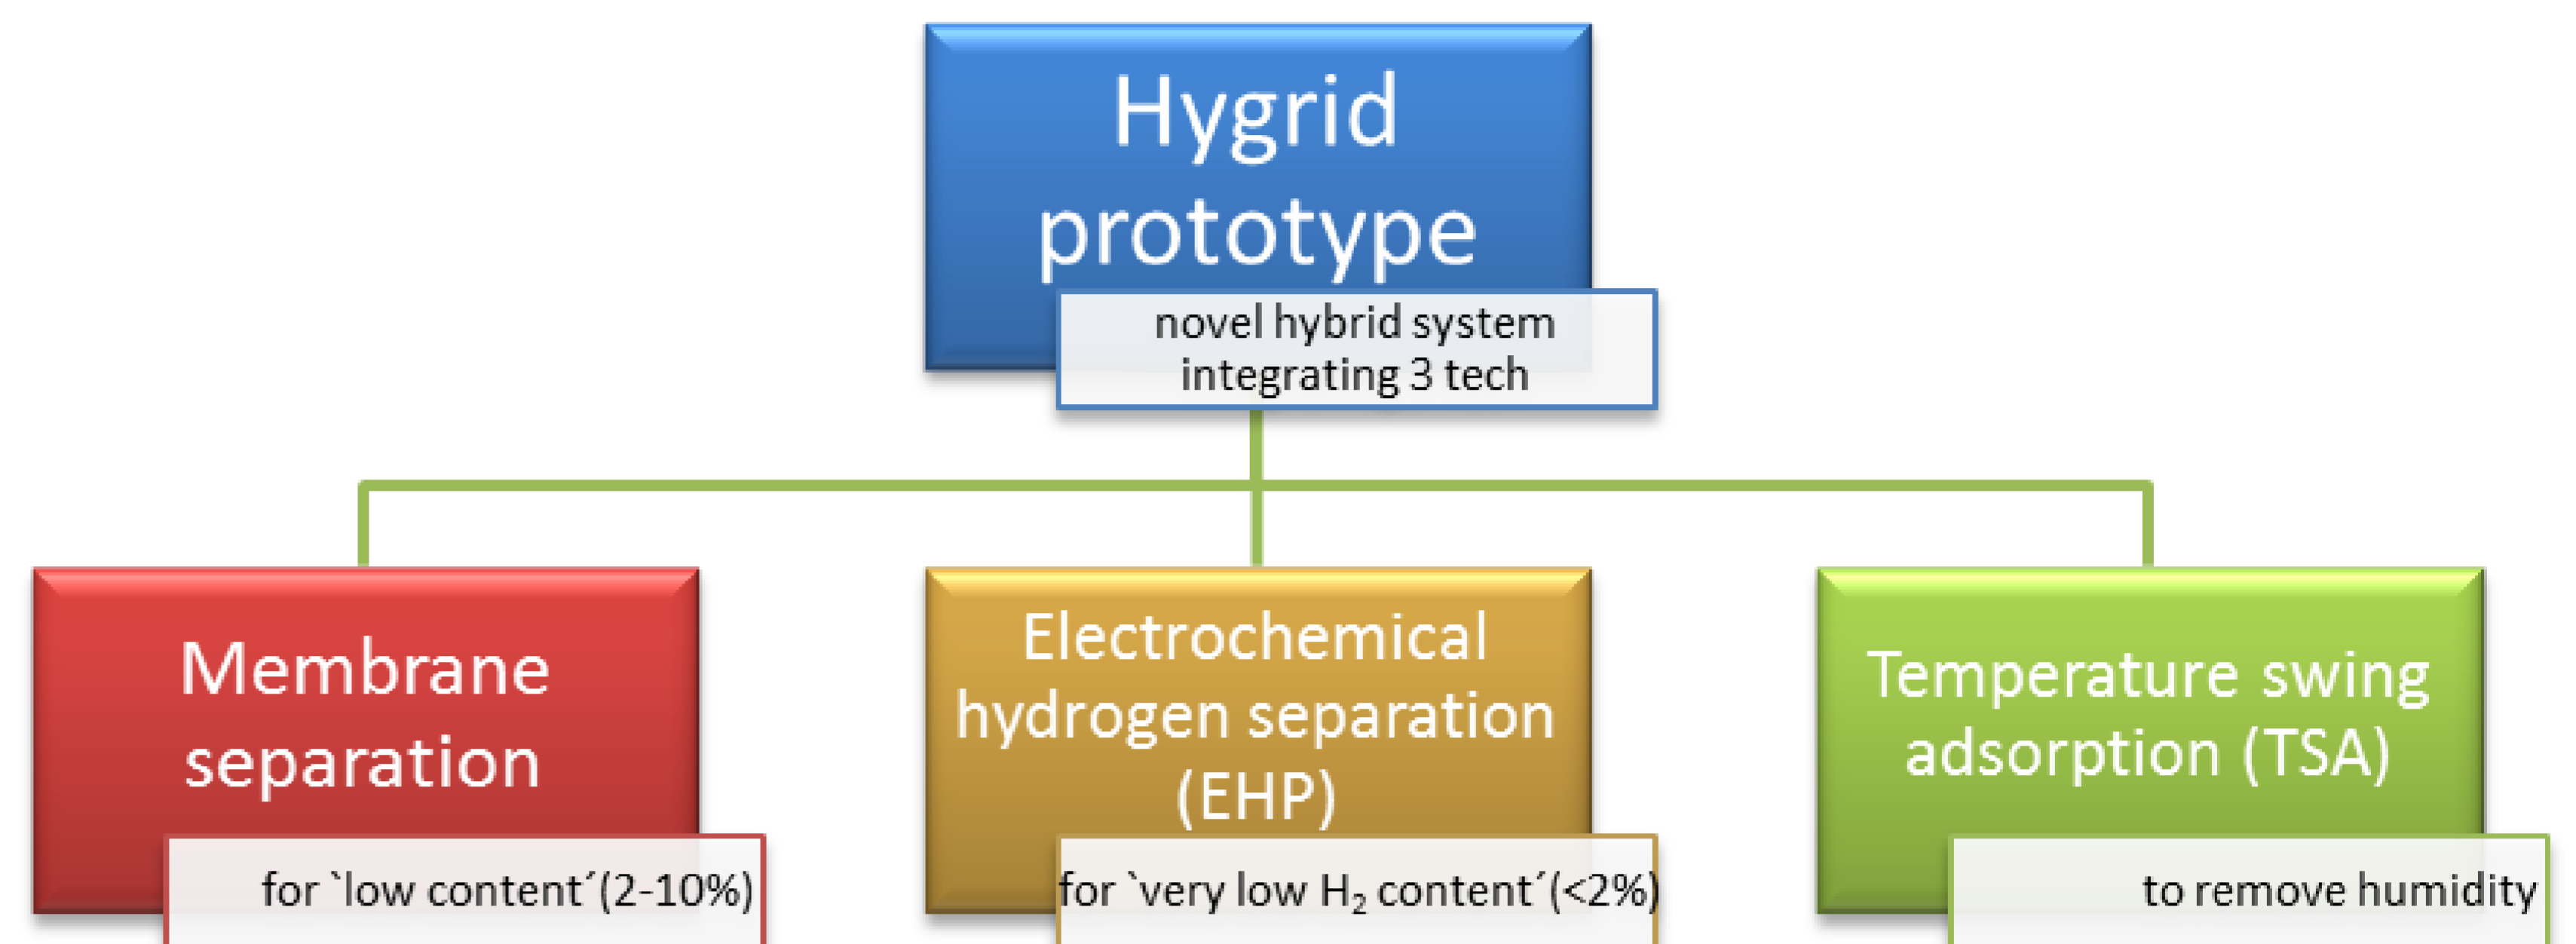 Hygrid
prototype
novel hybrid system
integrating 3 tech
Membrane
separation
for `low content´(2-10%)
Electrochemical
hydrogen separation
(EHP)
for `very low H₂ content´(<2%)
Temperature swing
adsorption (TSA)
to remove humidity